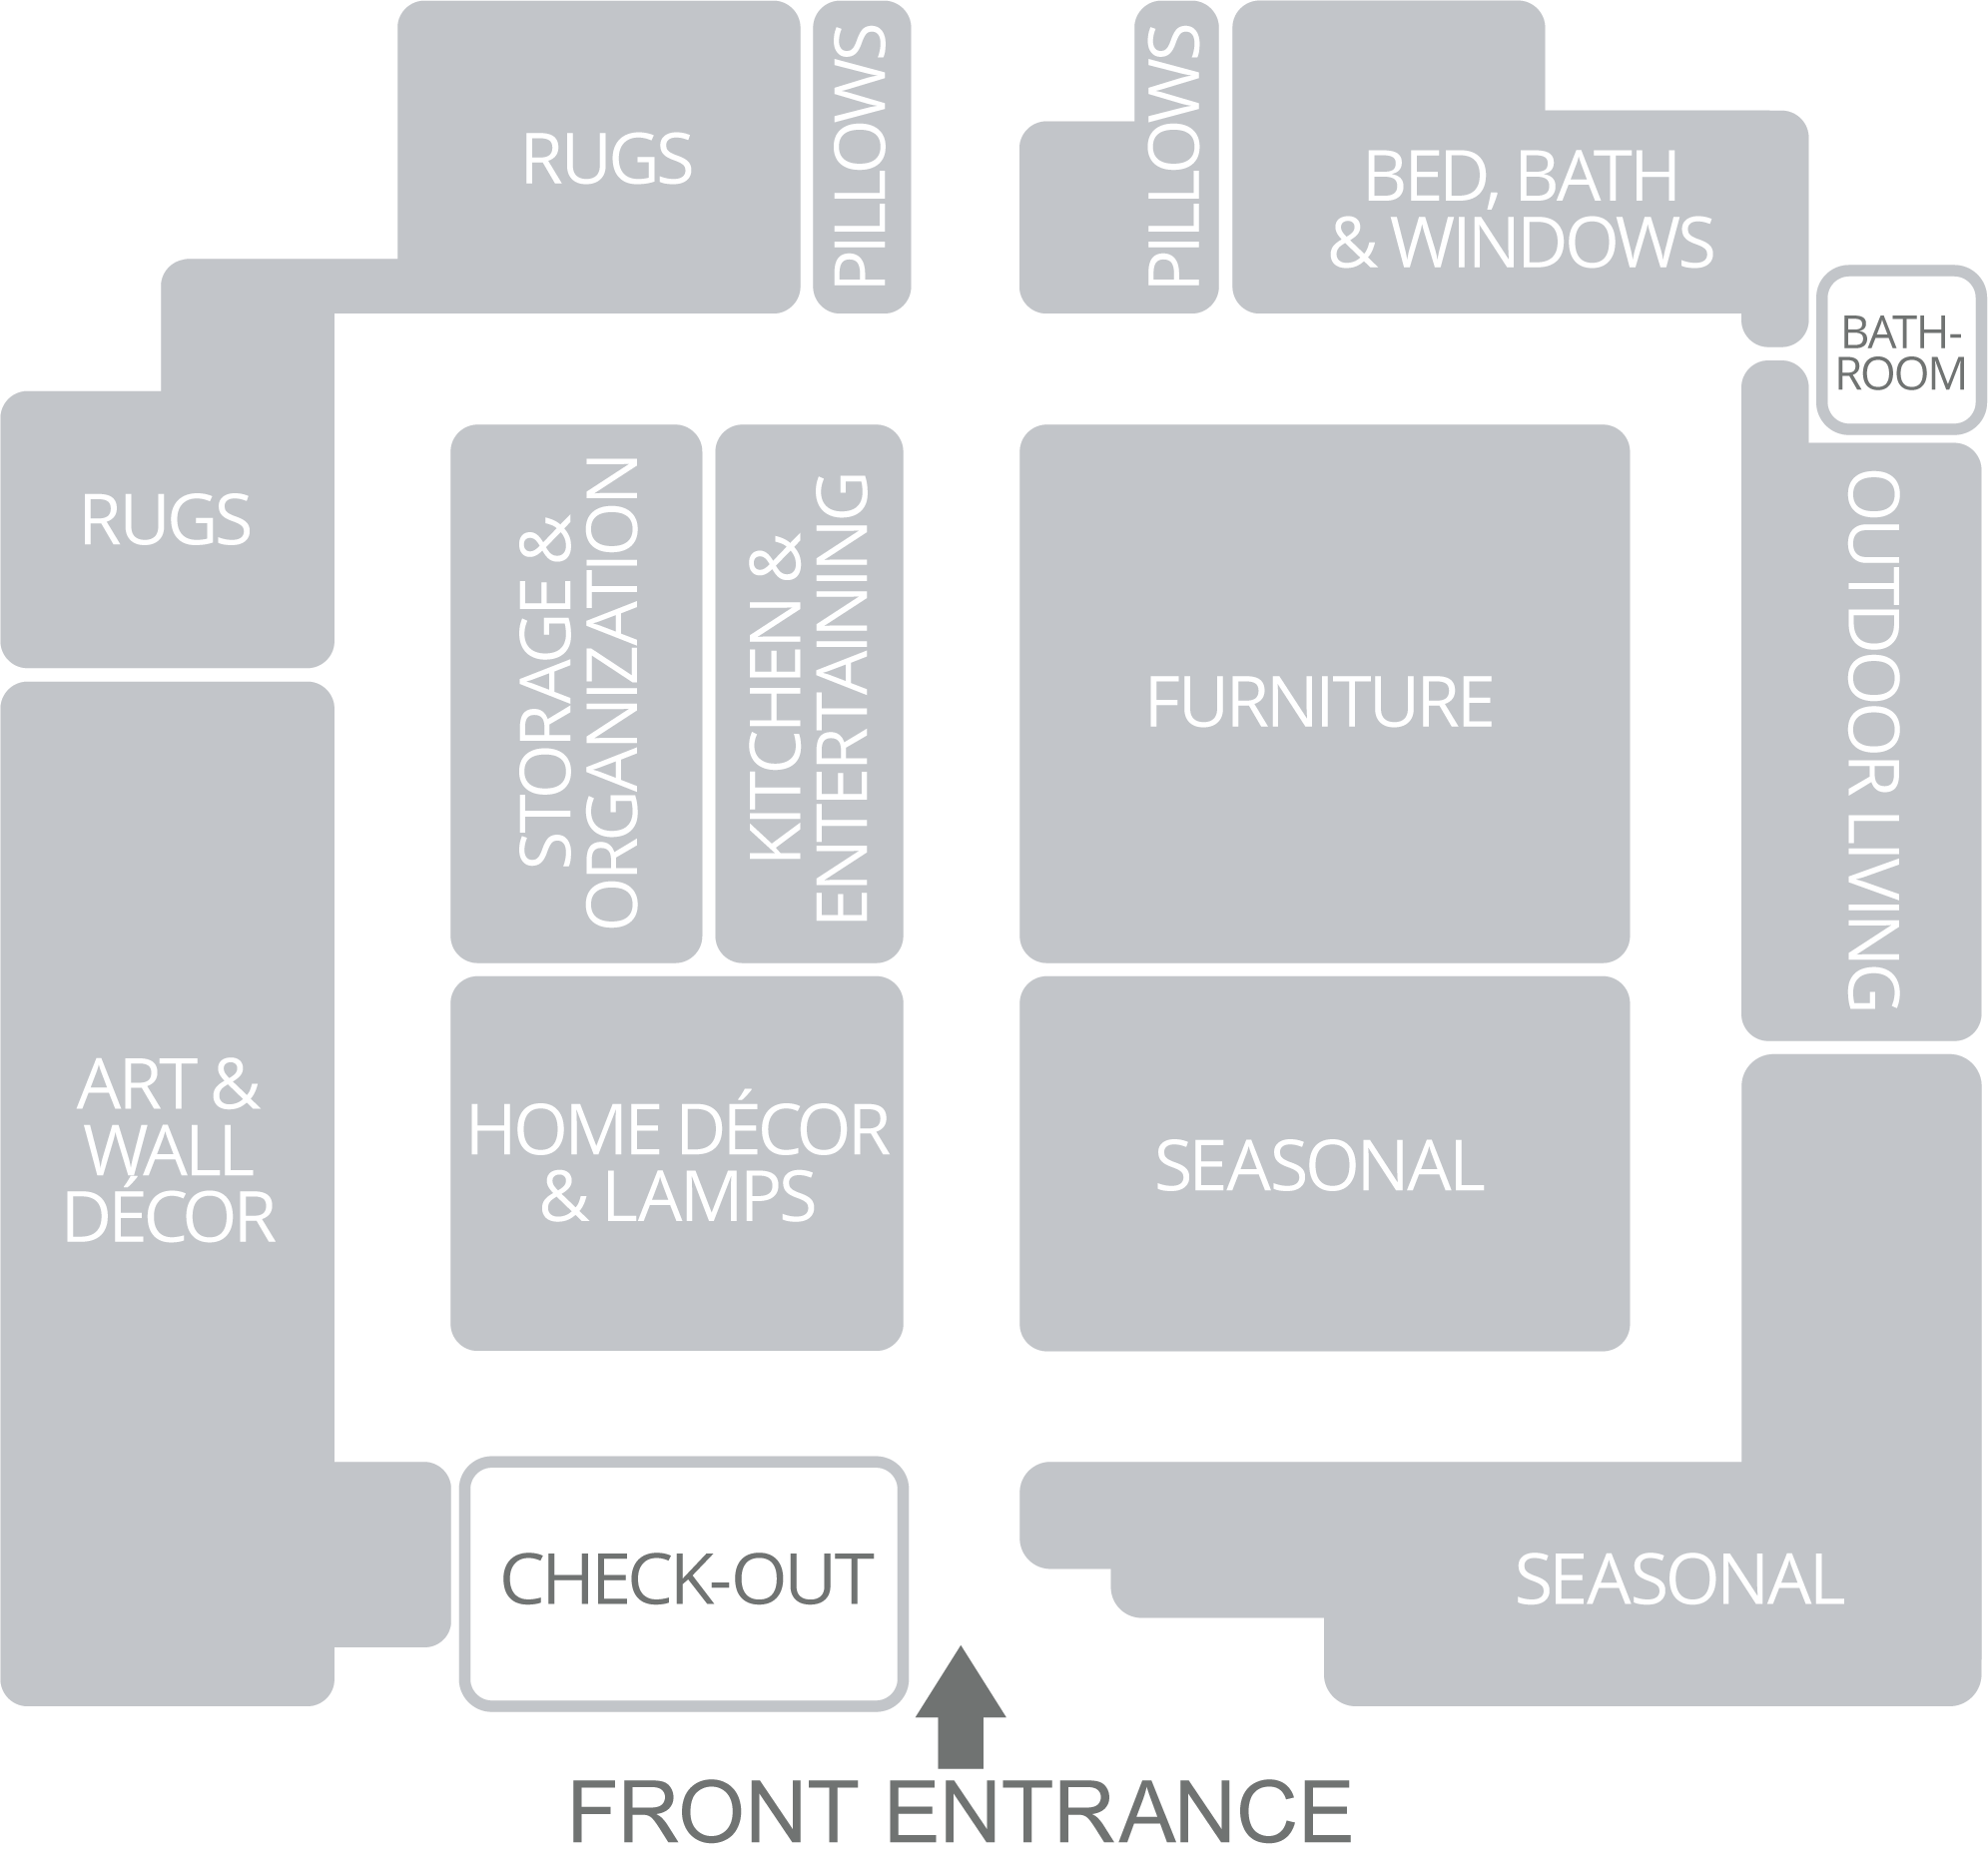 RUGS
PILLOWS
PILLOWS
BED, BATH
& WINDOWS
BATH-
ROOM
RUGS
STORAGE &
ORGANIZATION
KITCHEN &
ENTERTAINING
FURNITURE
OUTDOOR LIVING
ART &
WALL
DÉCOR
HOME DÉCOR
& LAMPS
SEASONAL
CHECK-OUT
SEASONAL
FRONT ENTRANCE